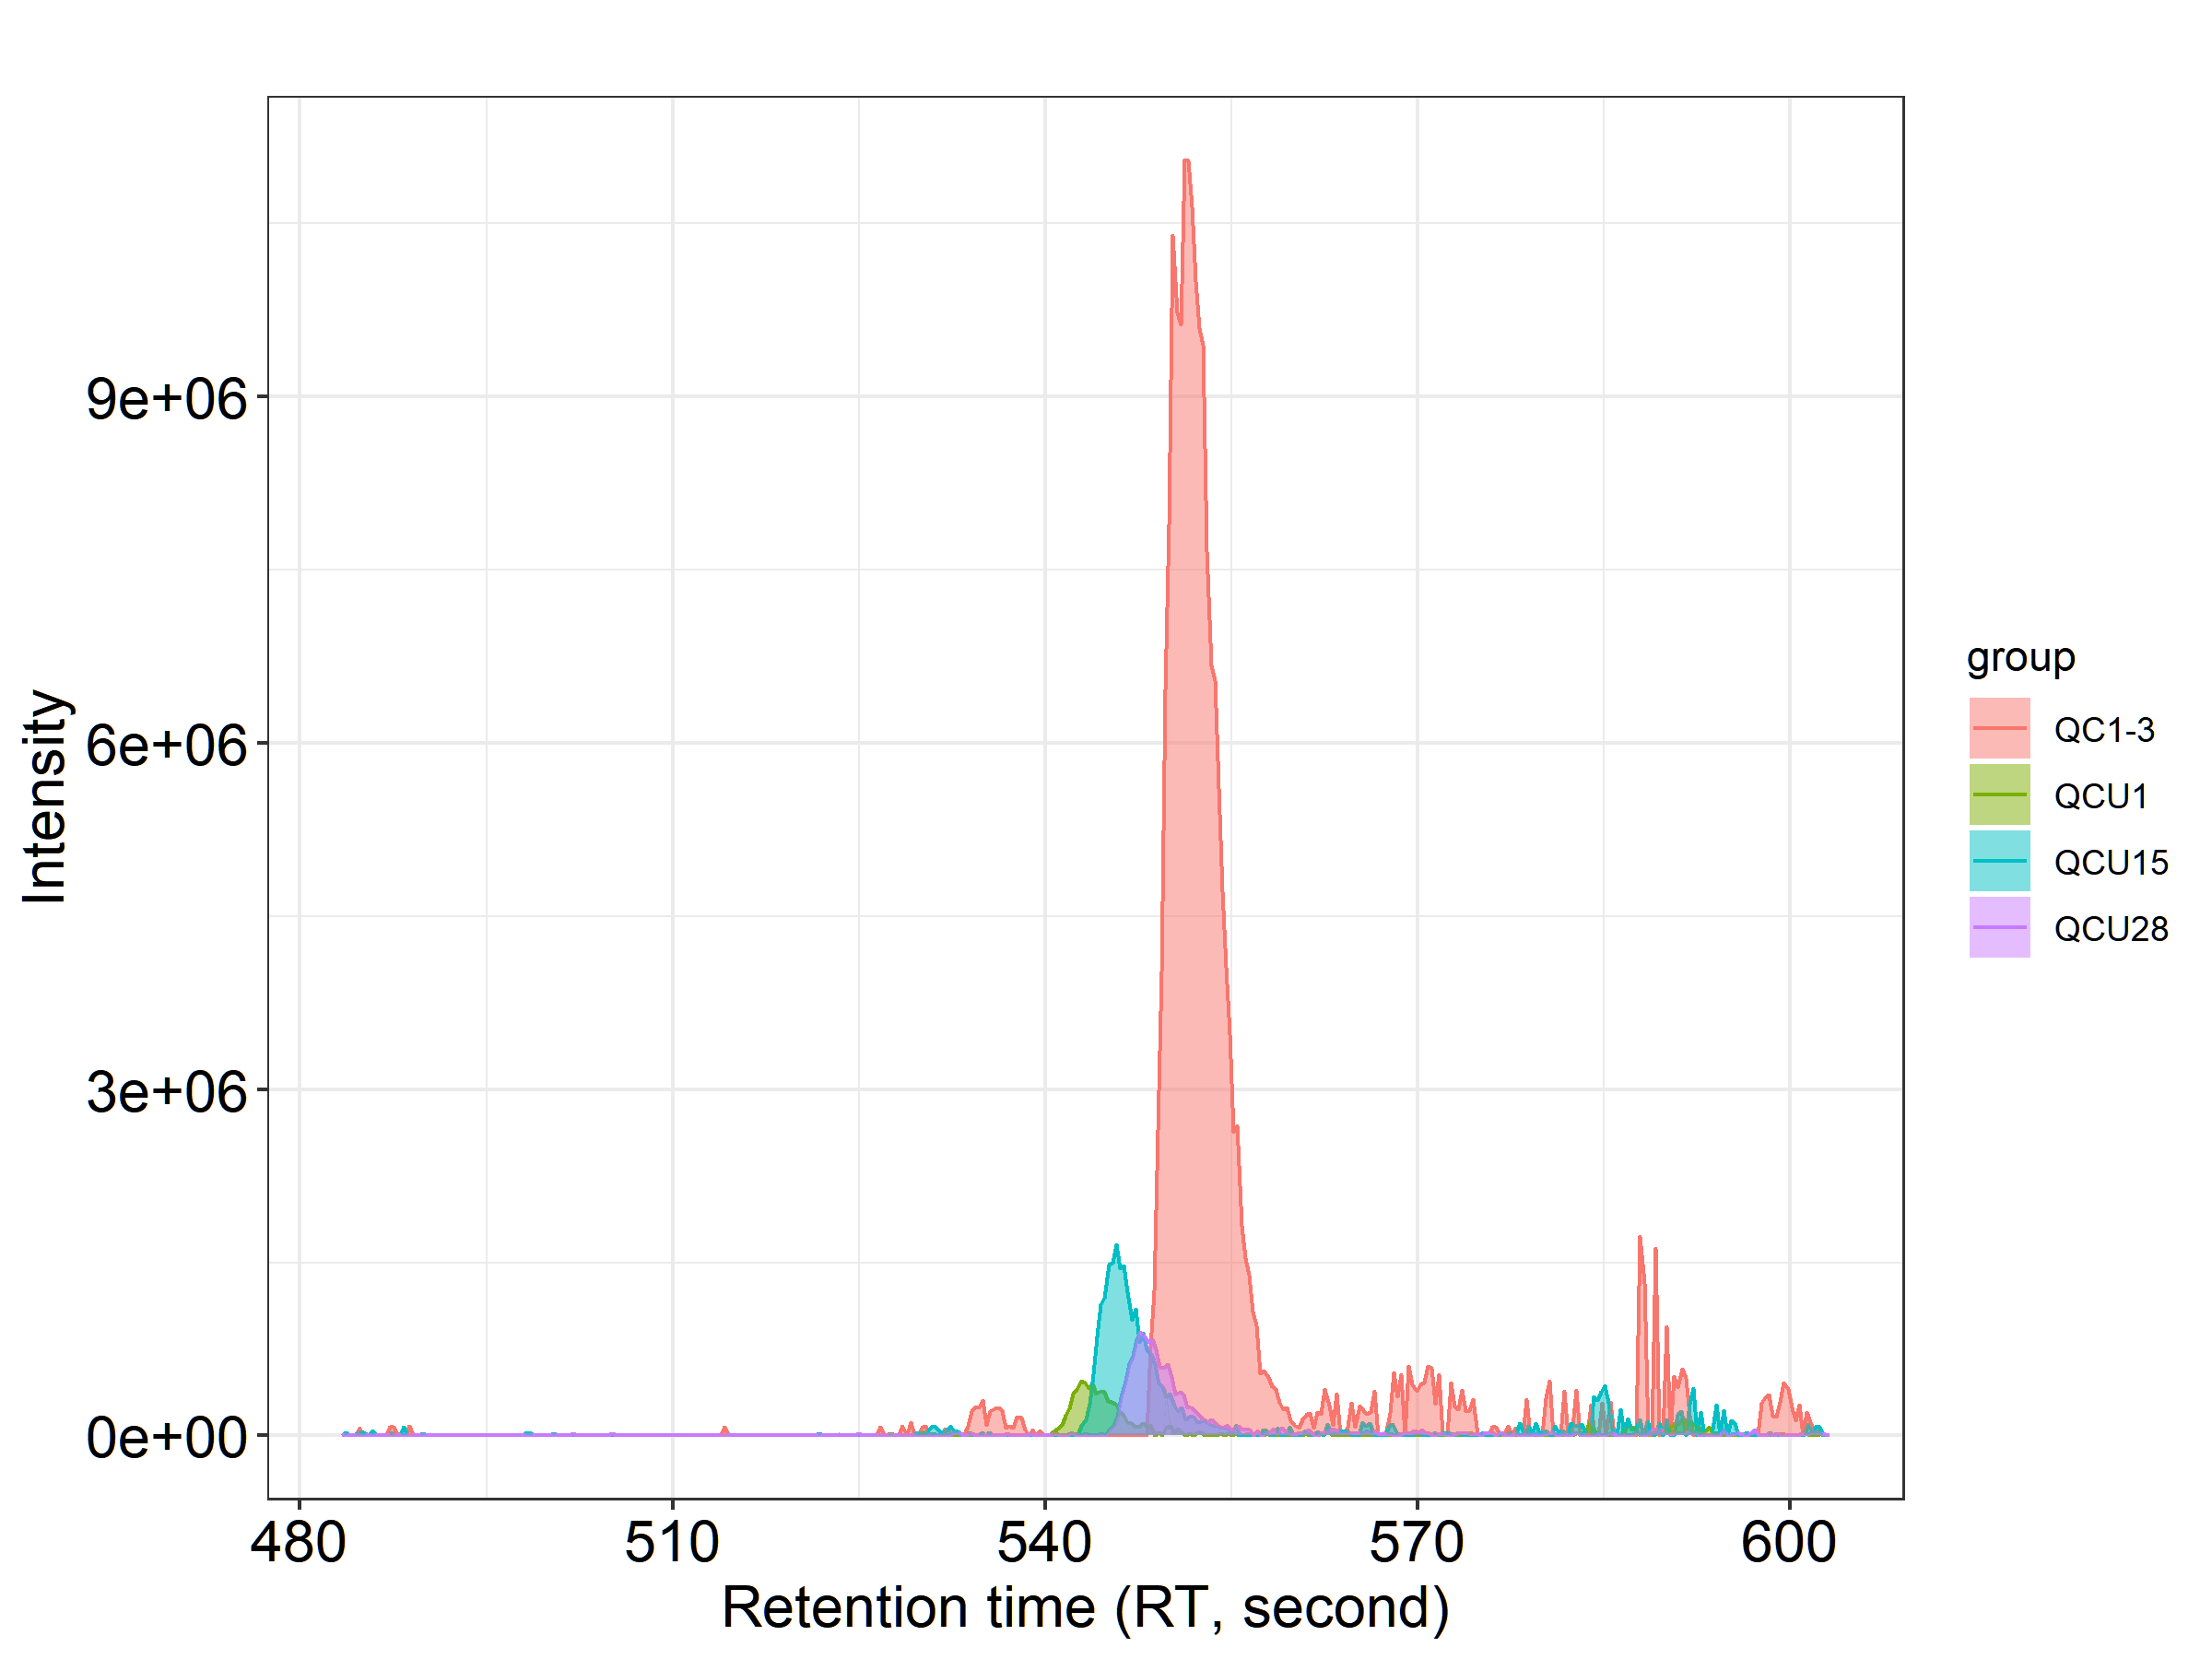 Intensity
9e+06
6e+06
3e+06
0e+00
480 510 540 570 600
Retention time (RT, second)
group
QC1-3
QCU1
QCU15
QCU28